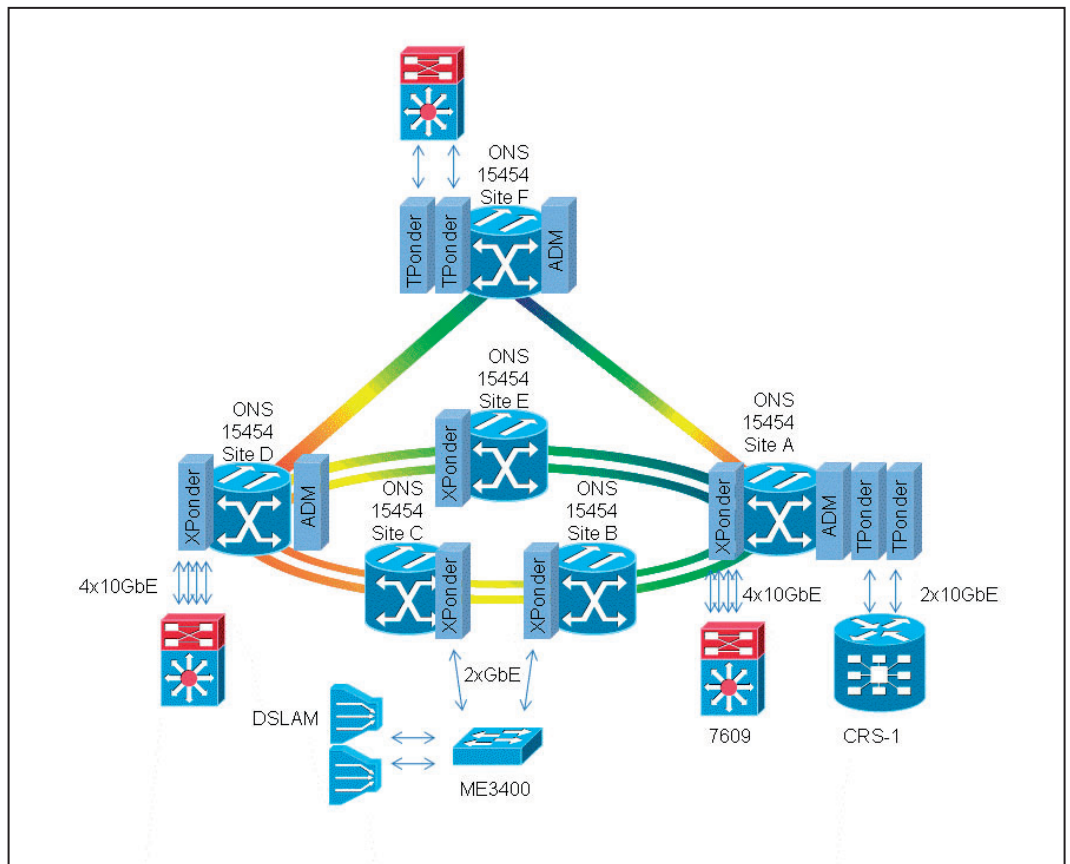 ONS
15454
Site F
TPonder
TPonder
ADM
ONS
15454
Site E
XPonder
ONS
15454
Site D
XPonder
ADM
ONS
15454
Site A
XPonder
ADM
TPonder
TPonder
ONS
15454
Site C
XPonder
ONS
15454
Site B
XPonder
4x10GbE
4x10GbE
2x10GbE
2xGbE
DSLAM
ME3400
7609
CRS-1